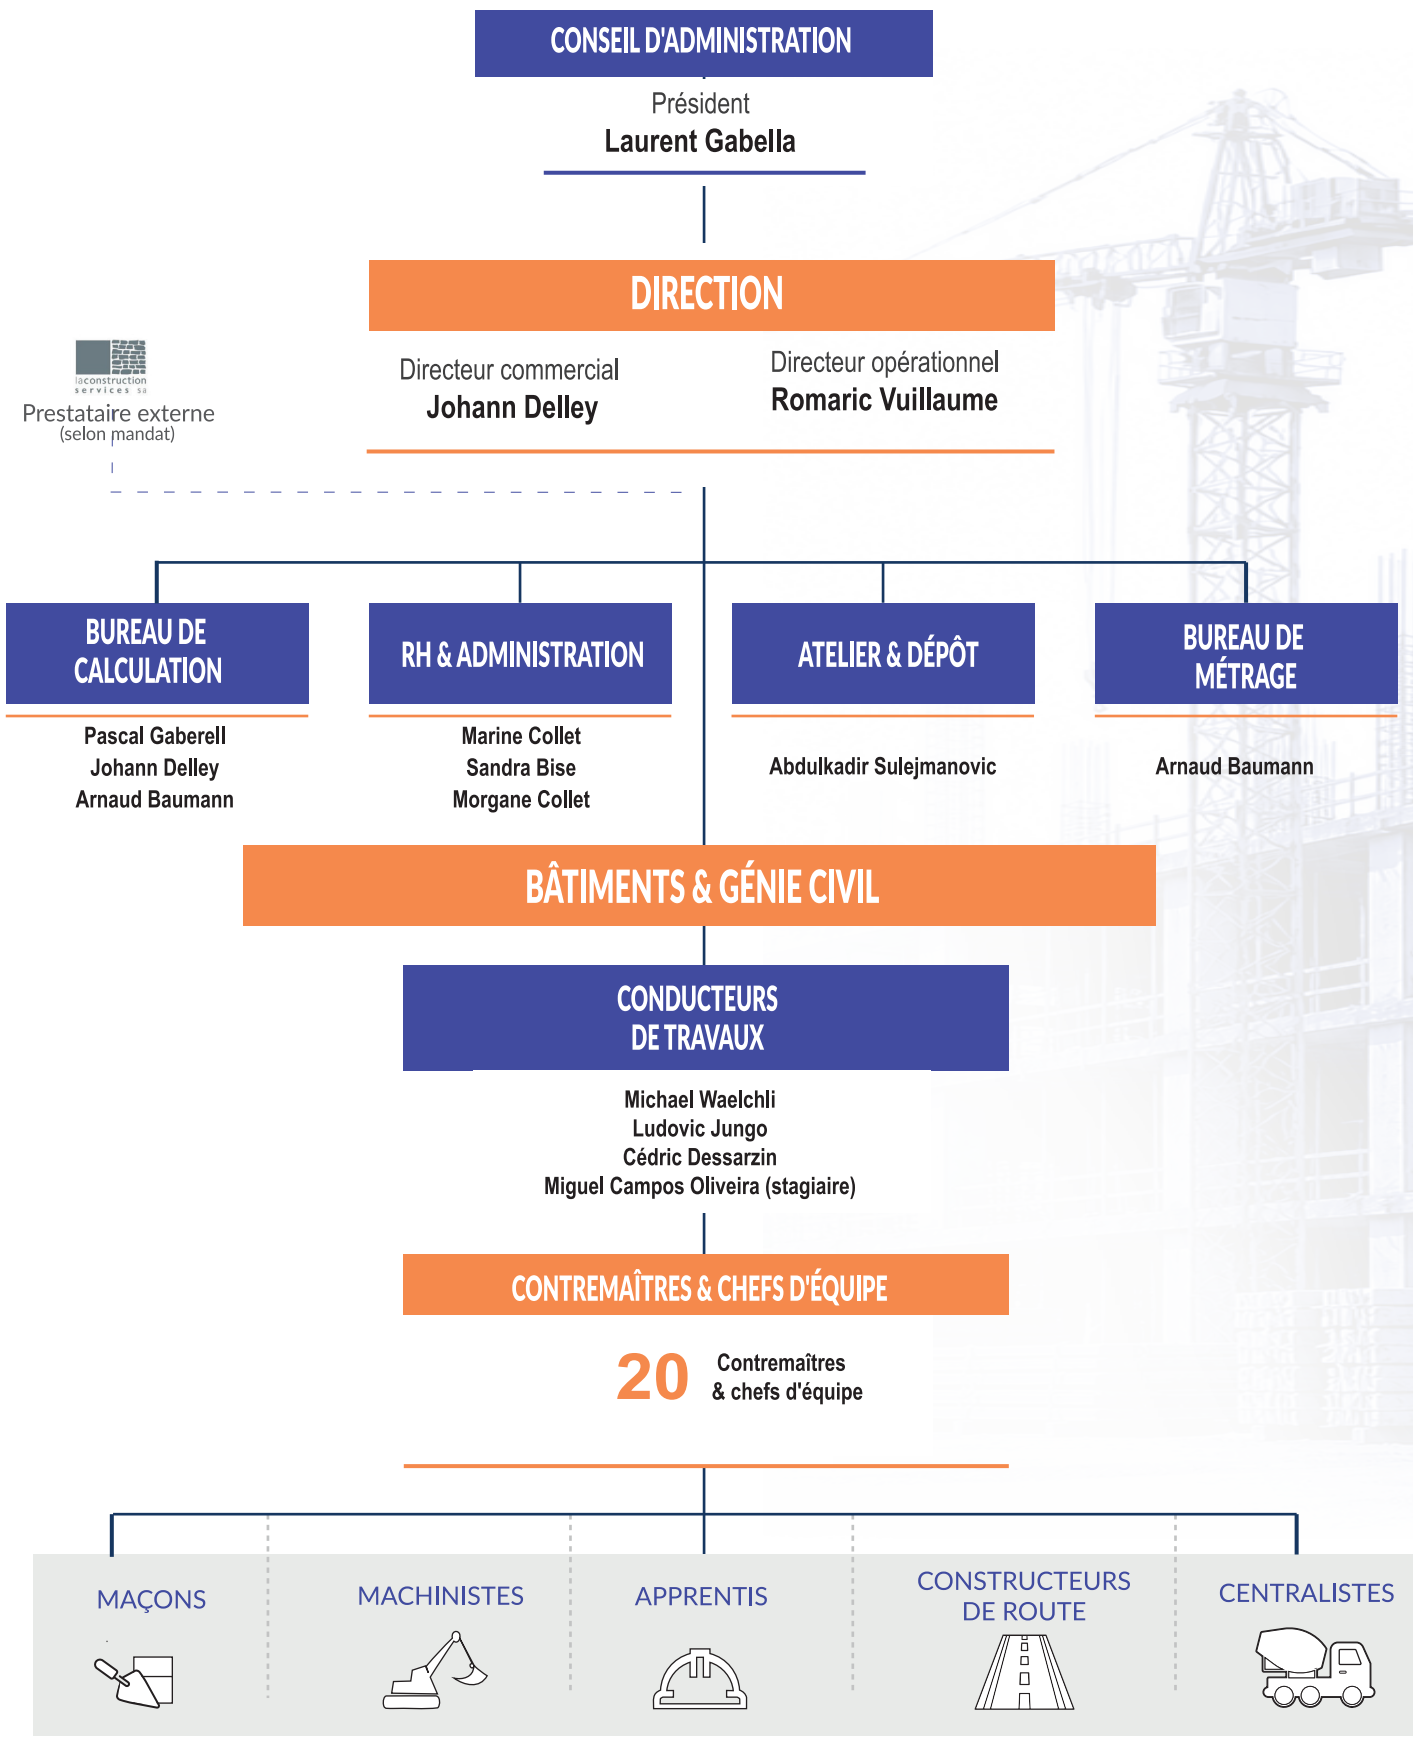 CONSEIL D'ADMINISTRATION
Président
Laurent Gabella
DIRECTION
Directeur commercial
Johann Delley
Directeur opérationnel
Romaric Vuillaume
laconstruction
services sa
Prestataire externe
(selon mandat)
BUREAU DE
CALCULATION
Pascal Gaberell
Johann Delley
Arnaud Baumann
RH & ADMINISTRATION
Marine Collet
Sandra Bise
Morgane Collet
ATELIER & DÉPÔT
Abdulkadir Sulejmanovic
BUREAU DE
MÉTRAGE
Arnaud Baumann
BÂTIMENTS & GÉNIE CIVIL
CONDUCTEURS
DE TRAVAUX
Michael Waelchli
Ludovic Jungo
Cédric Dessarzin
Miguel Campos Oliveira (stagiaire)
CONTREMAÎTRES & CHEFS D'ÉQUIPE
20 Contremaîtres
& chefs d'équipe
MAÇONS
MACHINISTES
APPRENTIS
CONSTRUCTEURS
DE ROUTE
CENTRALISTES